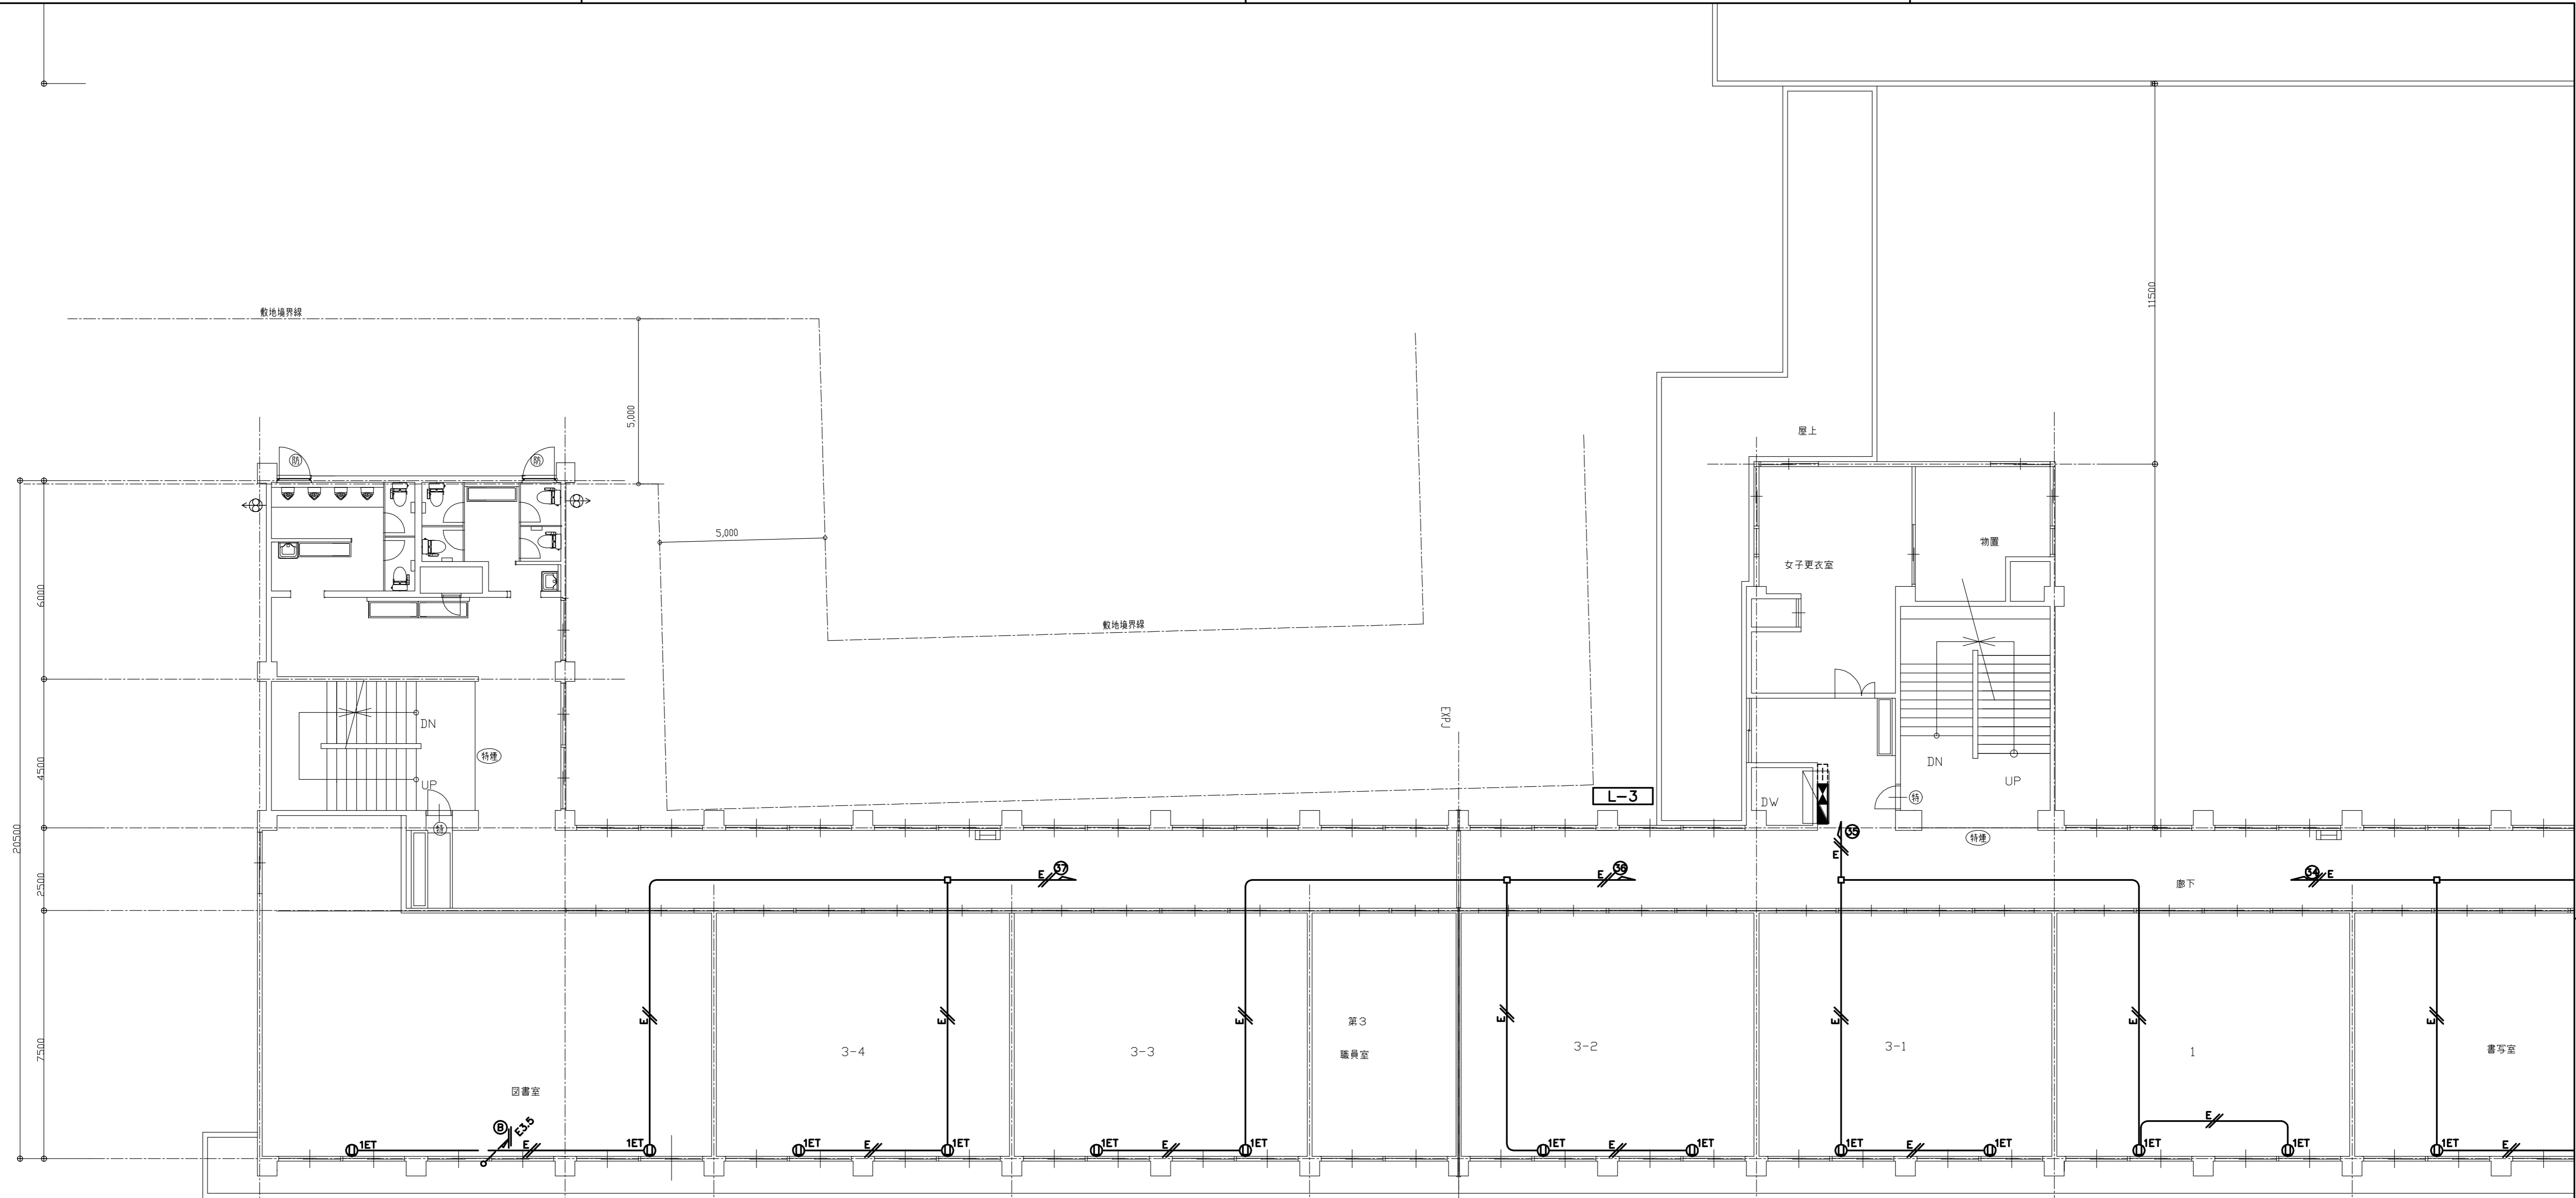 敷地境界線
11500
5,000
屋上
防
防
5,000
物置
女子更衣室
6000
敷地境界線
EXPJ
DN
特煙
4500
UP
DN
UP
L-3
DW
特
特
特煙
20500
35
E
37
E
36
E
34
E
2500
廊下
E
E
E
E
E
E
E
7500
3-4
3-3
第3
職員室
3-2
3-1
1
書写室
図書室
B
E3.5
1ET
E
1ET
1ET
E
1ET
1ET
E
1ET
1ET
E
1ET
1ET
E
1ET
1ET
E
1ET
1ET
E